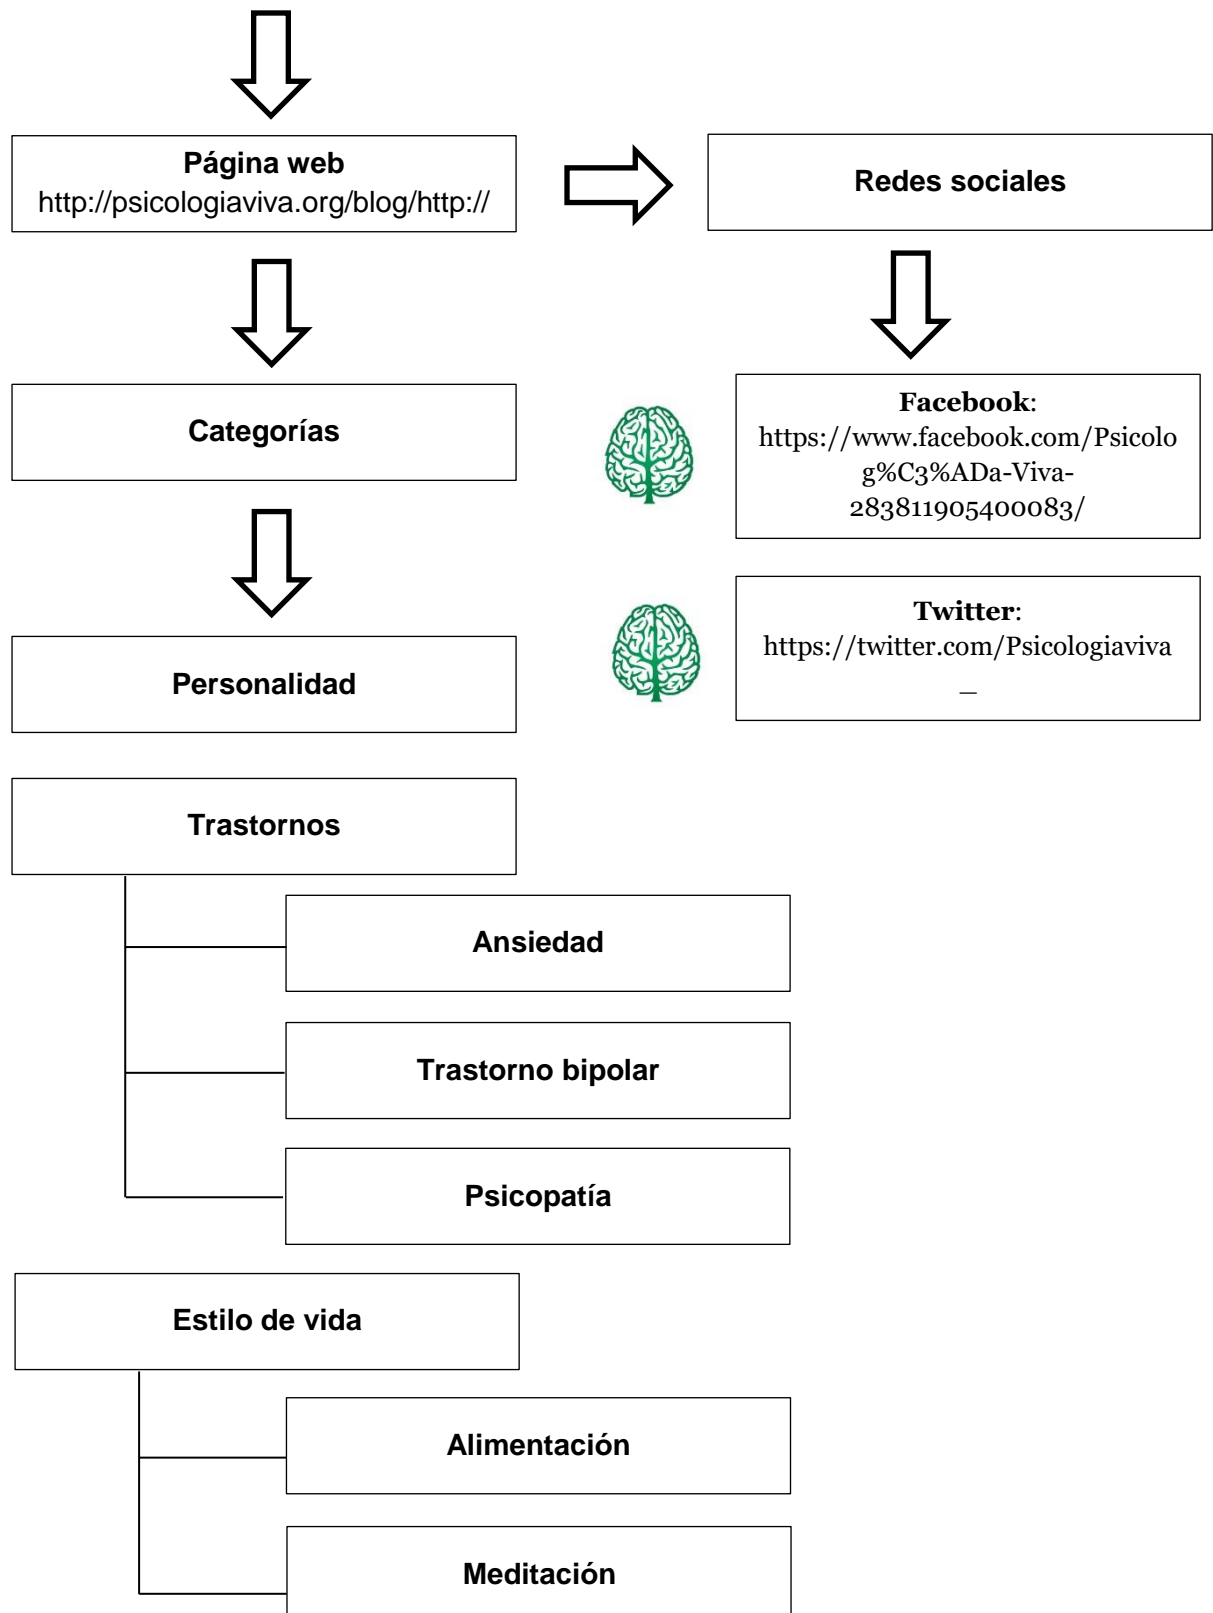 Página web
http://psicologiaviva.org/blog/http://
Redes sociales
Categorías
Facebook:
https://www.facebook.com/Psicolo
g%C3%ADa-Viva-
283811905400083/
Twitter:
https://twitter.com/Psicologiaviva
_
Personalidad
Trastornos
Ansiedad
Trastorno bipolar
Psicopatía
Estilo de vida
Alimentación
Meditación